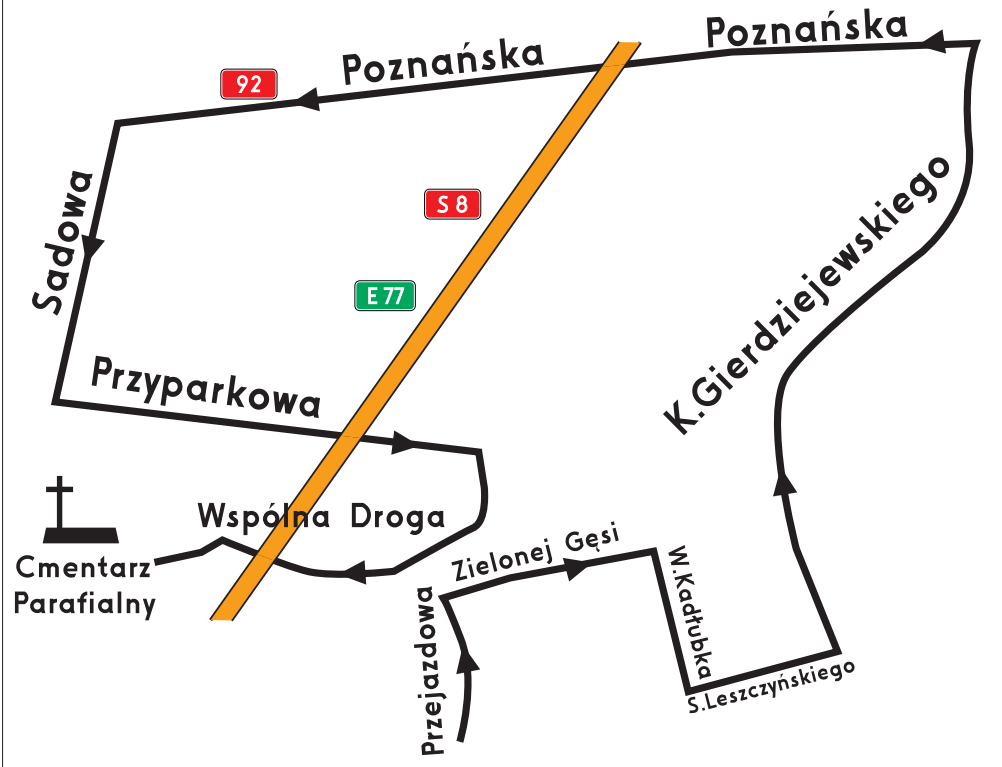 Poznańska
Poznańska
92
Sadowa
S 8
K.Gierdziejewskiego
E 77
Przyparkowa
Wspólna Droga
Cmentarz
Parafialny
Zielonej Gęsi
W.Kadłubka
Przejazdowa
S.Leszczyńskiego